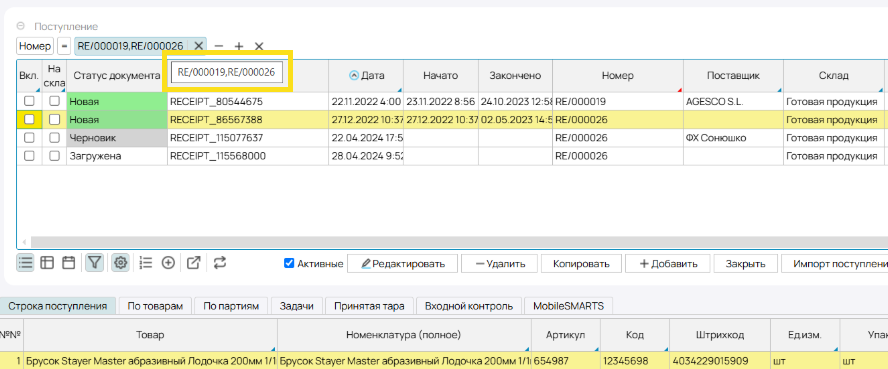 Поступление
Номер = RE/000019,RE/000026
RE/000019,RE/000026
Вкл. На скла Статус документа Дата Начато Закончено Номер Поставщик Склад
Новая RECEIPT_80544675 22.11.2022 4:00 23.11.2022 8:56 24.10.2023 12:58 RE/000019 AGESCO S.L. Готовая продукция
Новая RECEIPT_86567388 27.12.2022 10:37 27.12.2022 10:37 02.05.2023 14:5 RE/000026 Готовая продукция
Черновик RECEIPT_115077637 22.04.2024 17:5 RE/000026 ФХ Сонюшко Готовая продукция
Загружена RECEIPT_115568000 28.04.2024 9:52 RE/000026 Готовая продукция
Активные Редактировать Удалить Копировать Добавить Закрыть Импорт поступлени
Строка поступления По товарам По партиям Задачи Принятая тара Входной контроль MobileSMARTS
№№ Товар Номенклатура (полное) Артикул Код Штрихкод Ед.изм. Упак
1 Брусок Stayer Master абразивный Лодочка 200мм 1/1 Брусок Stayer Master абразивный Лодочка 200мм 1/1 654987 12345698 4034229015909 шт шт